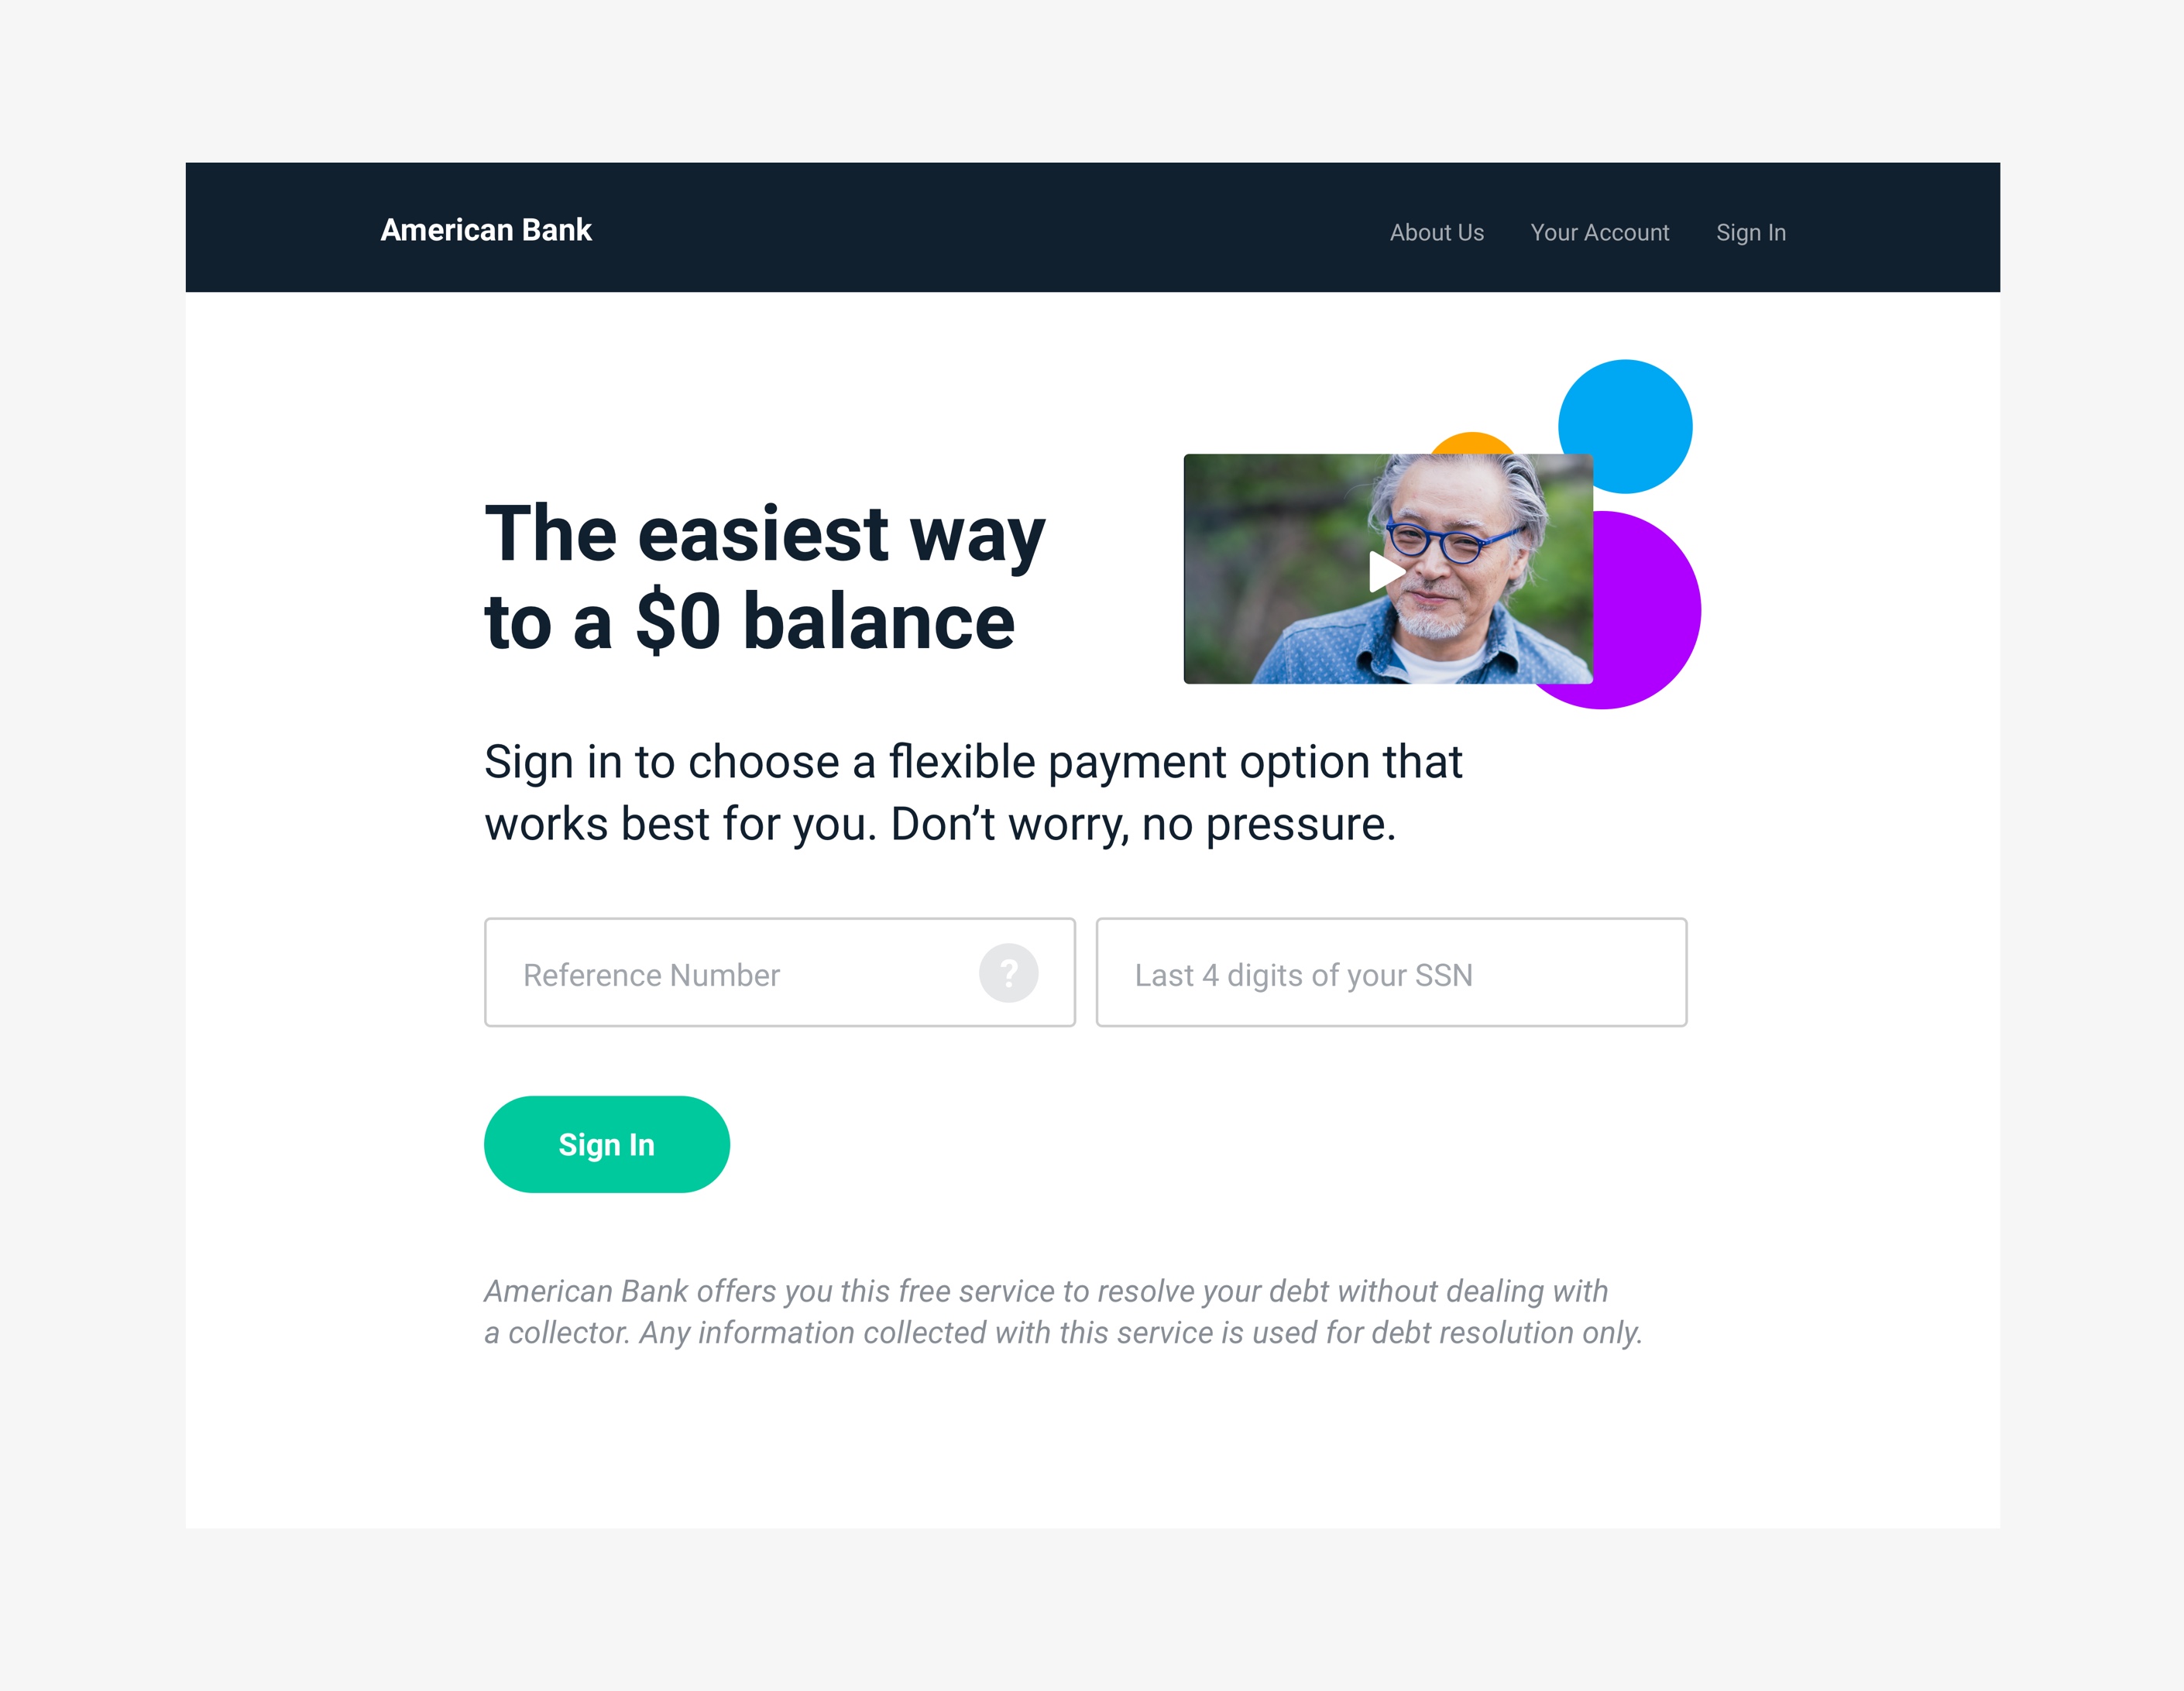 American Bank
About Us
Your Account
Sign In
The easiest way
to a $0 balance
Sign in to choose a flexible payment option that
works best for you. Don’t worry, no pressure.
Reference Number
?
Last 4 digits of your SSN
Sign In
American Bank offers you this free service to resolve your debt without dealing with
a collector. Any information collected with this service is used for debt resolution only.